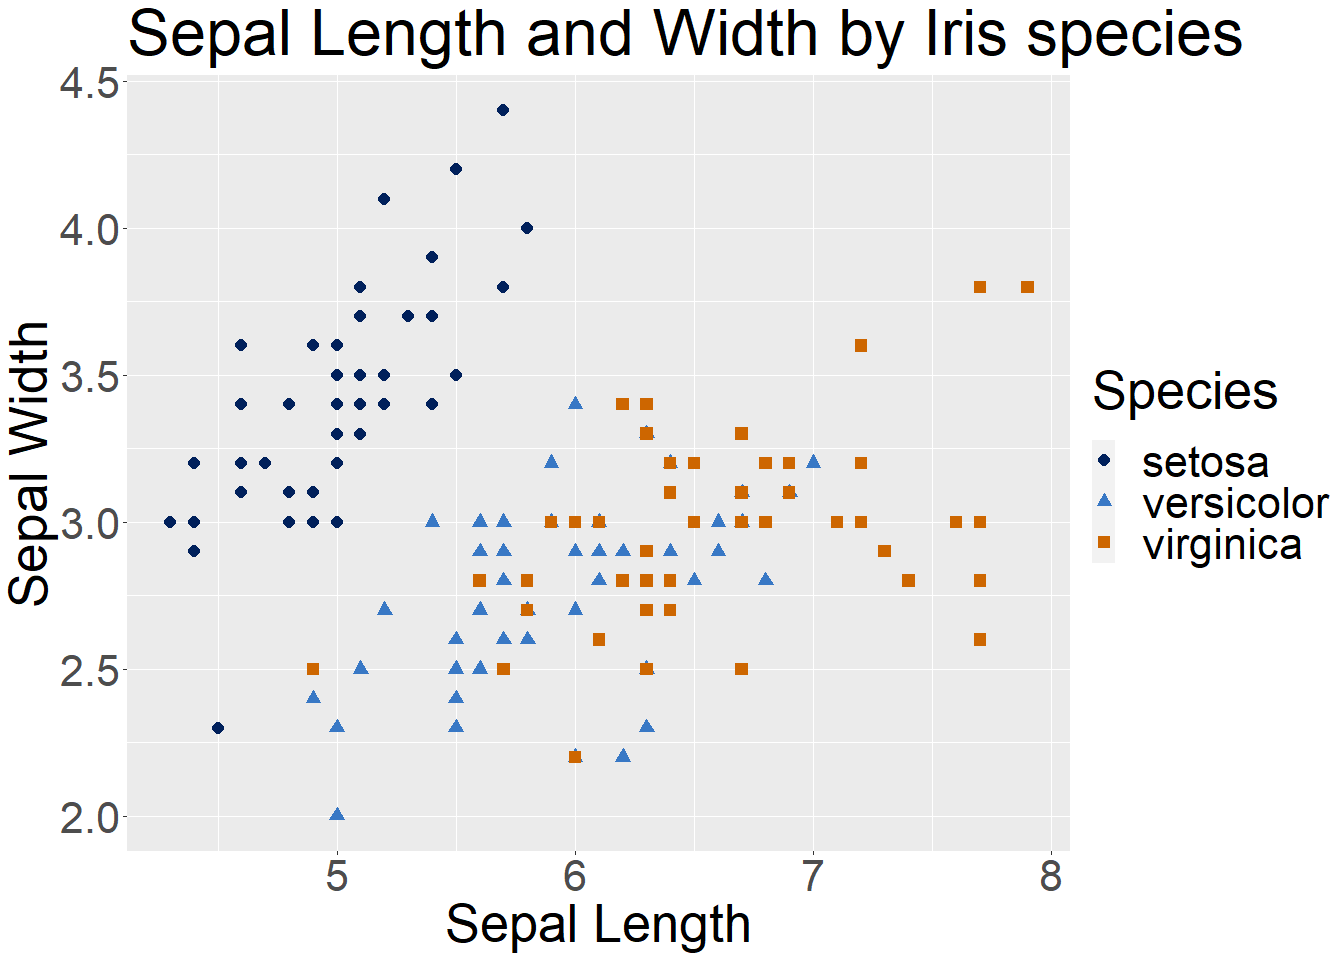 Sepal Length and Width by Iris species
4.5
4.0
3.5
3.0
2.5
2.0
Sepal Width
5 6 7 8
Sepal Length
Species
setosa
versicolor
virginica